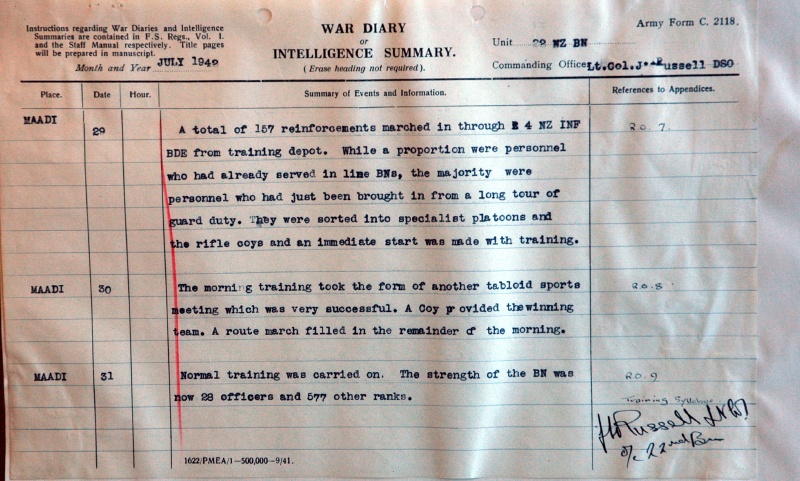 Instructions regarding War Diaries and Intelligence
Summaries are contained in F.S. Regs., Vol. I.
and the Staff Manual respectively. Title pages
will be prepared in manuscript.
Month and Year JULY 1942
WAR DIARY
or
INTELLIGENCE SUMMARY.
(Erase heading not required).
Army Form C. 2118.
Unit 22 NZ BN
Commanding Officer Lt.Col.J. Russell DSO
Place. Date Hour. Summary of Events and Information. References to Appendices.
MAADI 29 A total of 157 reinforcements marched in through 4 NZ INF 20.7.
BDE from training depot. While a proportion were personnel
who had already served in line BNs, the majority were
personnel who had just been brought in from a long tour of
guard duty. They were sorted into specialist platoons and
the rifle coys and an immediate start was made with training.
MAADI 30 The morning training took the form of another tabloid sports 20.8
meeting which was very successful. A Coy provided the winning
team. A route march filled in the remainder of the morning.
MAADI 31 Normal training was carried on. The strength of the BN was 20.9
now 28 officers and 577 other ranks.
Training Syllabus
Russell
22nd Bn
1622/PMEA/1—500,000—9/41.